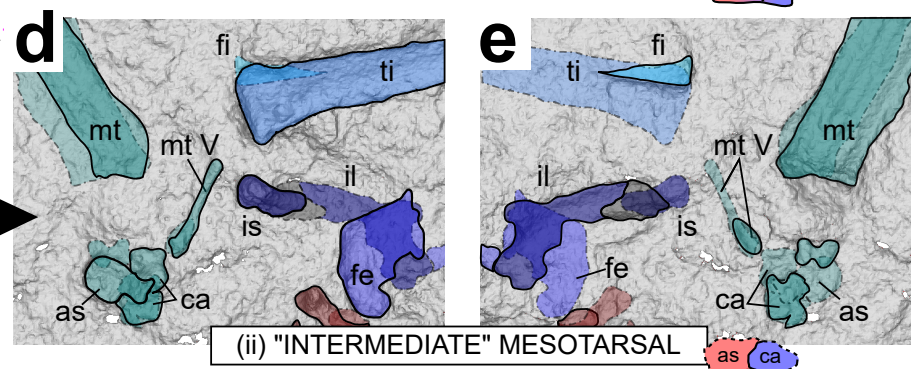 d
fi
ti
mt
mt V
il
is
fe
as
ca
e
fi
ti
mt
mt V
il
is
fe
ca
as
(ii) "INTERMEDIATE" MESOTARSAL
as ca